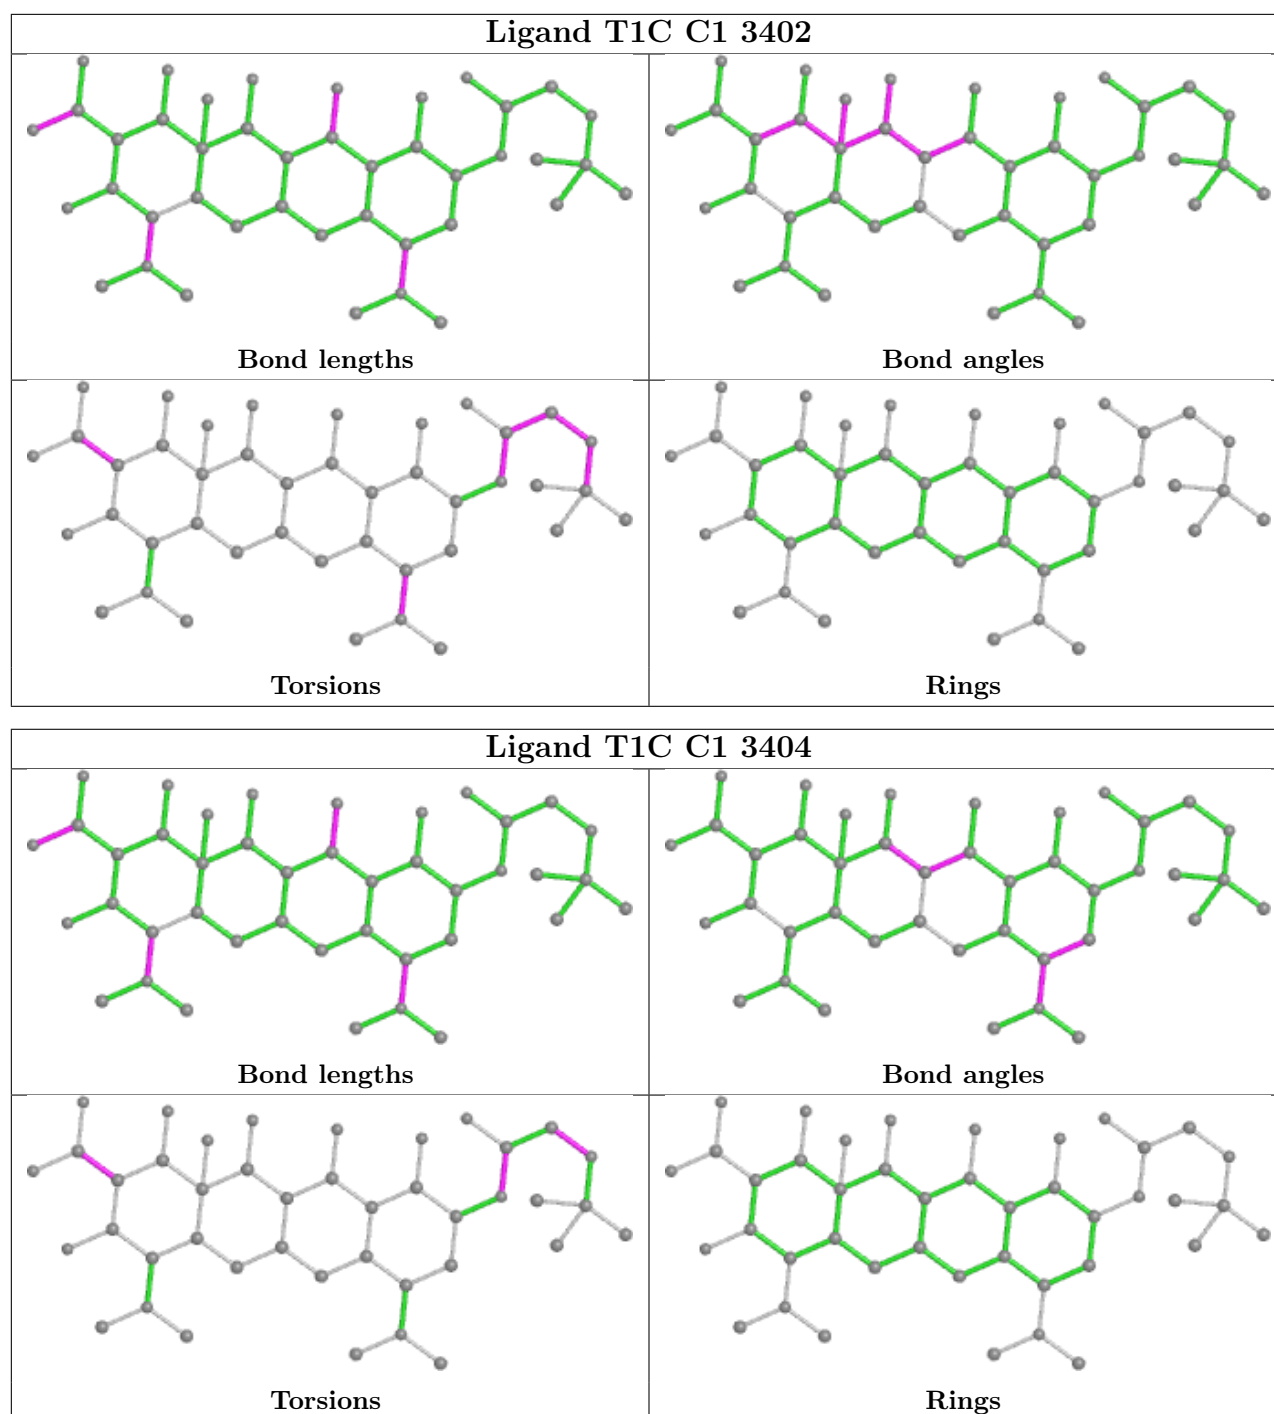 Ligand T1C C1 3402
Bond lengths
Bond angles
Torsions
Rings
Ligand T1C C1 3404
Bond lengths
Bond angles
Torsions
Rings